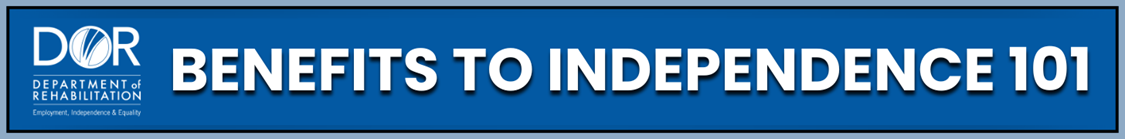 DOR
DEPARTMENT of
REHABILITATION
Employment, Independence & Equality
BENEFITS TO INDEPENDENCE 101